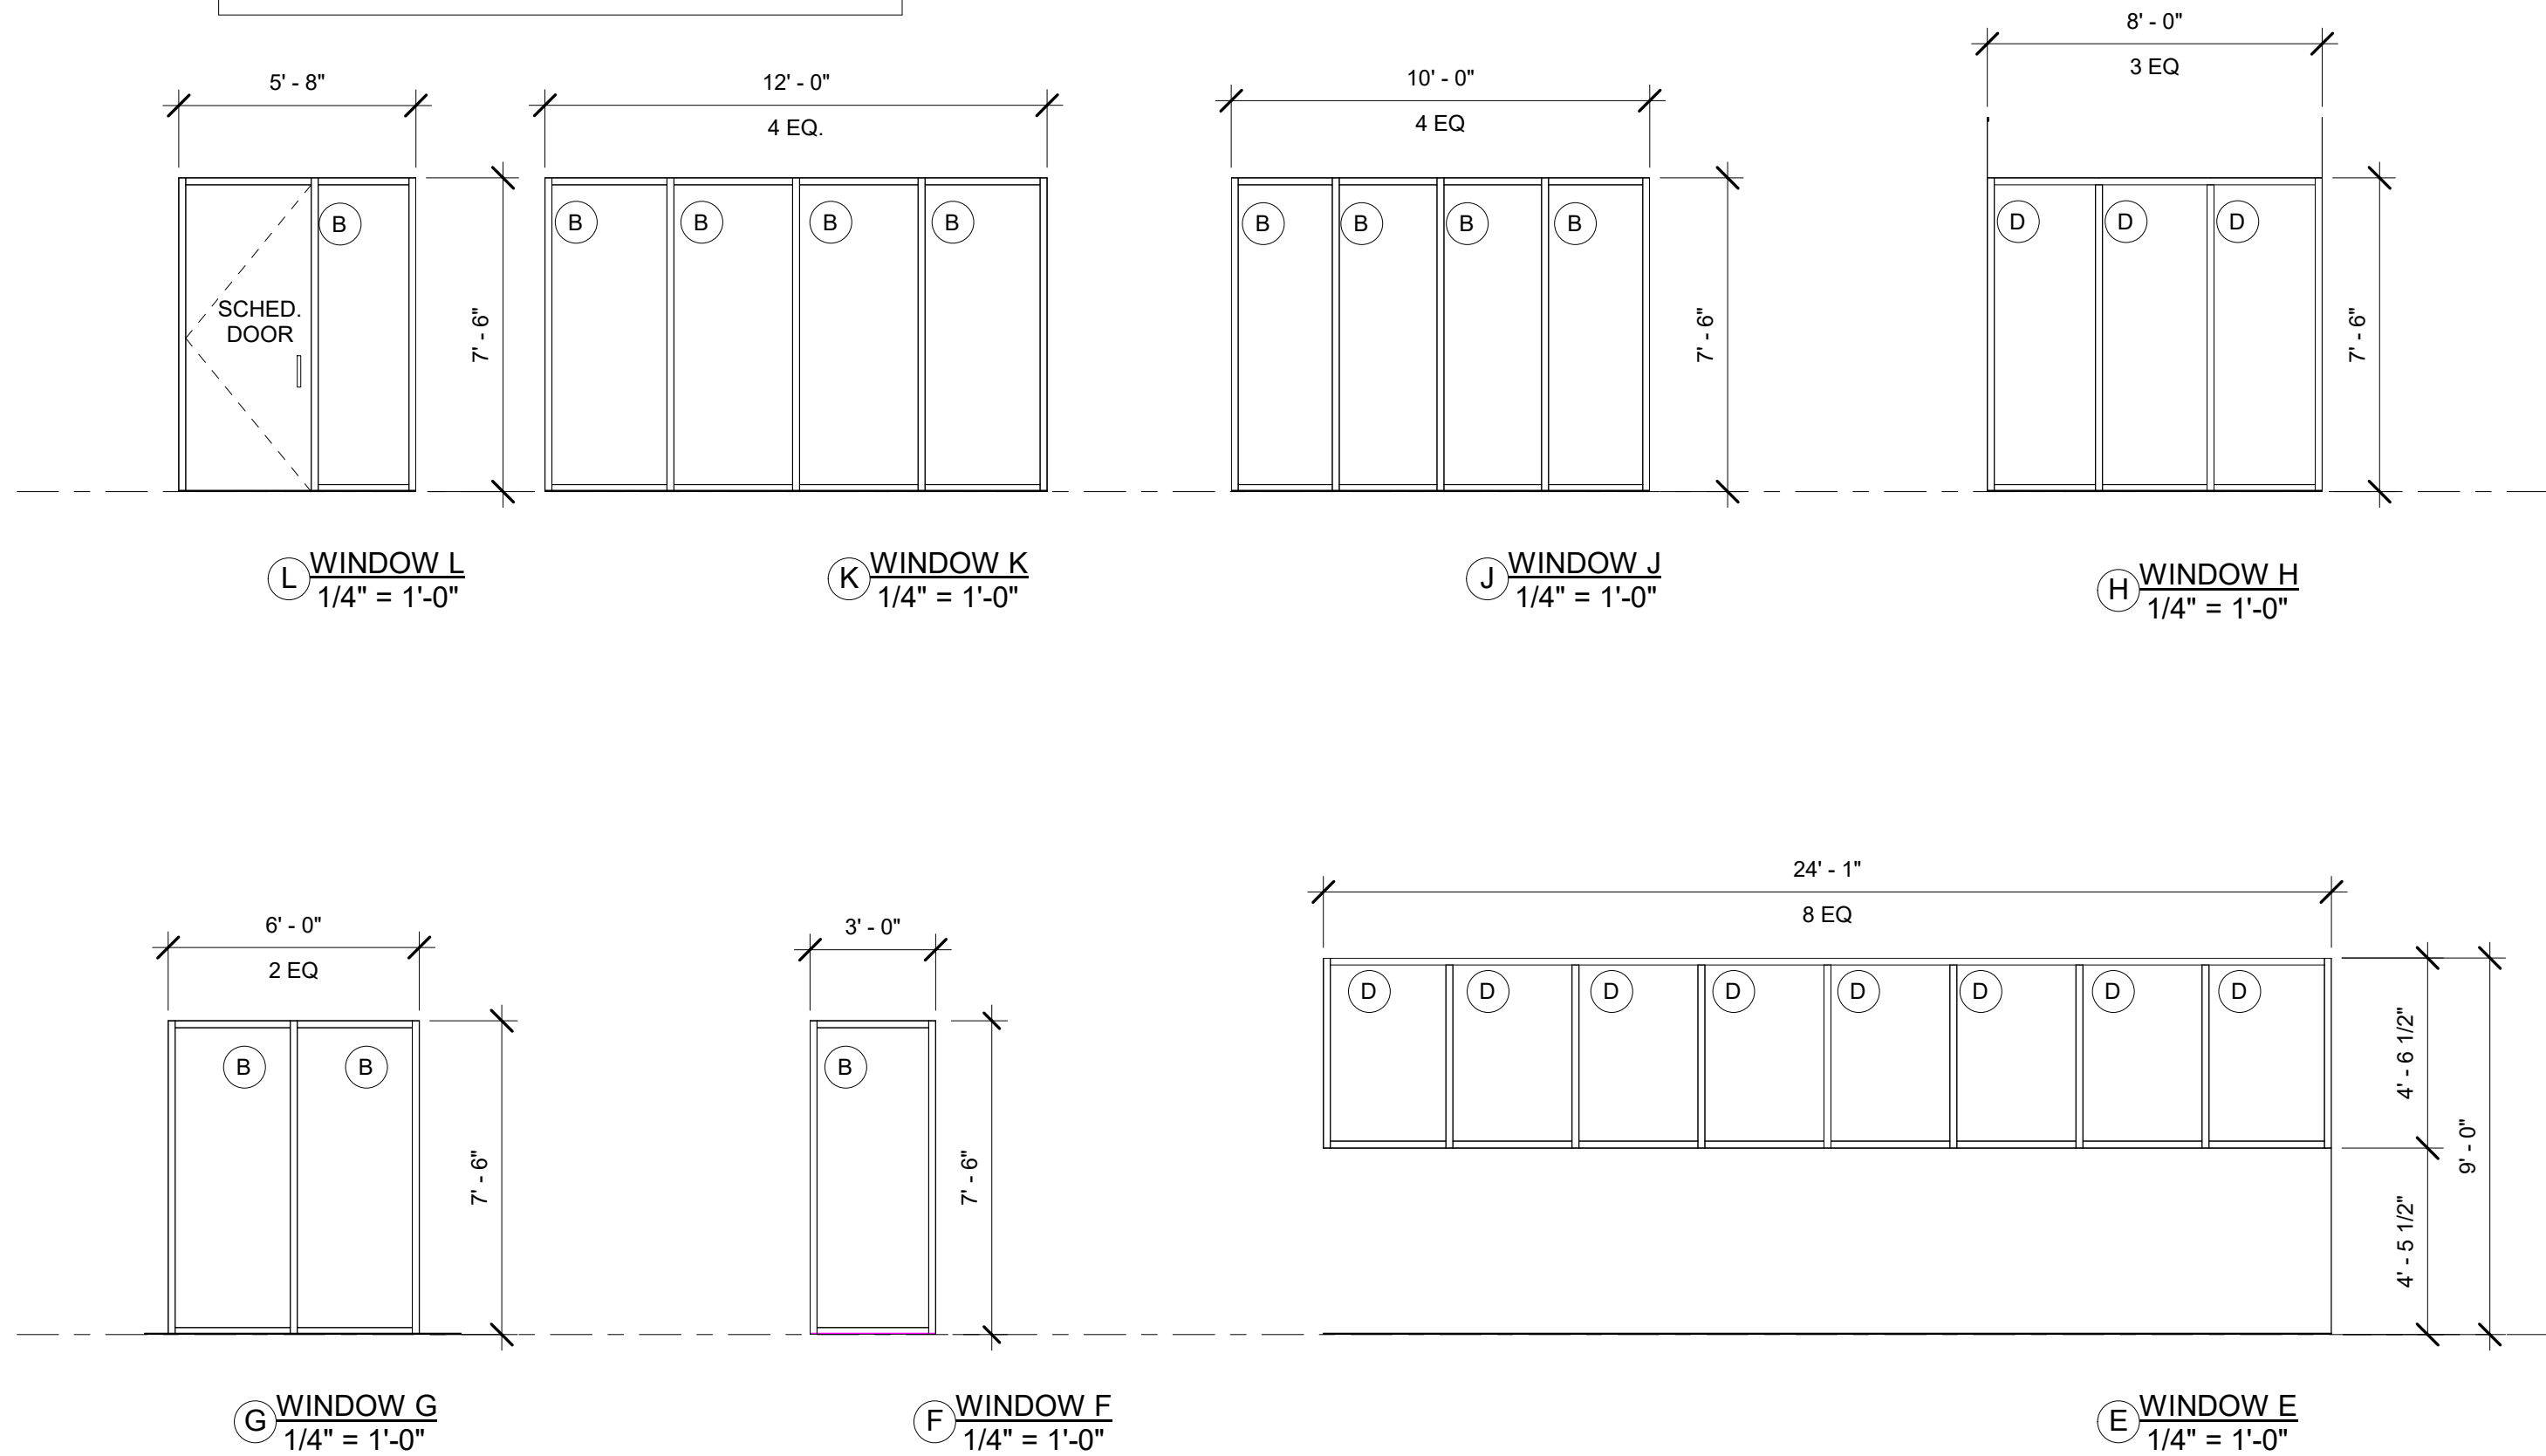 5' - 8"
12' - 0"
4 EQ.
10' - 0"
4 EQ
8' - 0"
3 EQ
B
SCHED.
DOOR
7' - 6"
B
B
B
B
B
B
B
B
7' - 6"
D
D
D
7' - 6"
L WINDOW L
1/4" = 1'-0"
K WINDOW K
1/4" = 1'-0"
J WINDOW J
1/4" = 1'-0"
H WINDOW H
1/4" = 1'-0"
6' - 0"
2 EQ
B
B
7' - 6"
3' - 0"
B
7' - 6"
24' - 1"
8 EQ
D
D
D
D
D
D
D
D
4' - 6 1/2"
4' - 5 1/2"
9' - 0"
G WINDOW G
1/4" = 1'-0"
F WINDOW F
1/4" = 1'-0"
E WINDOW E
1/4" = 1'-0"